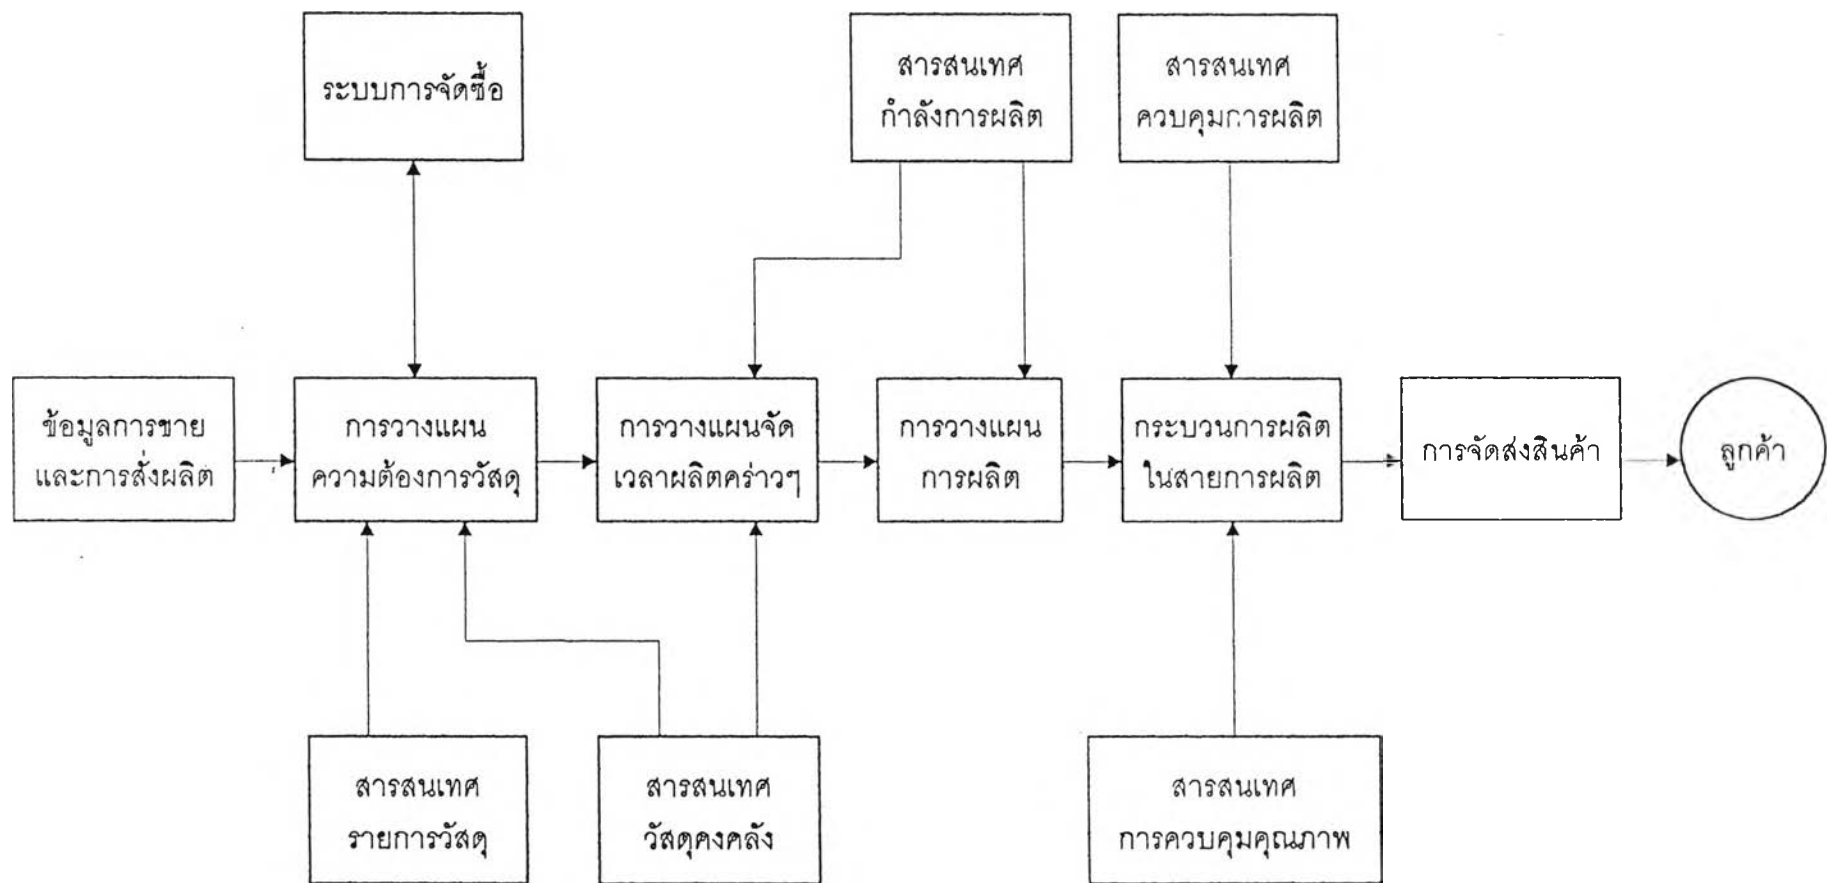 ระบบการจัดซื้อ
สารสนเทศ
กำลังการผลิต
สารสนเทศ
ควบคุมการผลิต
ข้อมูลการขาย
และการสั่งผลิต
การวางแผน
ความต้องการวัสดุ
การวางแผนจัด
เวลาผลิตคร่าวๆ
การวางแผน
การผลิต
กระบวนการผลิต
ในสายการผลิต
การจัดส่งสินค้า
ลูกค้า
สารสนเทศ
รายการวัสดุ
สารสนเทศ
วัสดุคงคลัง
สารสนเทศ
การควบคุมคุณภาพ